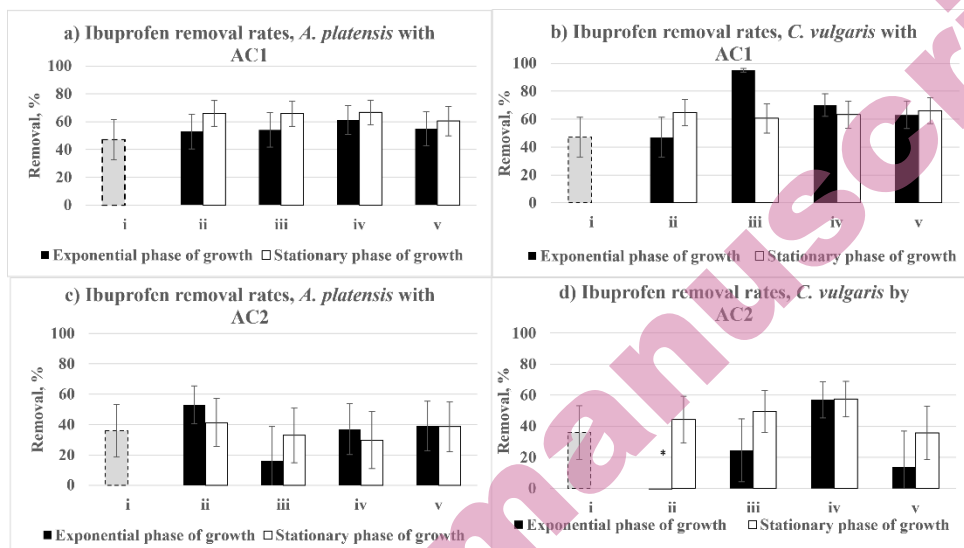 a) Ibuprofen removal rates, A. platensis with
AC1
100
80
60
40
20
0
Removal, %
i ii iii iv v
Exponential phase of growth Stationary phase of growth
b) Ibuprofen removal rates, C. vulgaris with
AC1
100
80
60
40
20
0
Removal, %
i ii iii iv v
Exponential phase of growth Stationary phase of growth
c) Ibuprofen removal rates, A. platensis with
AC2
100
80
60
40
20
0
Removal, %
i ii iii iv v
Exponential phase of growth Stationary phase of growth
d) Ibuprofen removal rates, C. vulgaris by
AC2
100
80
60
40
20
0
Removal, %
*
i ii iii iv v
Exponential phase of growth Stationary phase of growth
manuscri